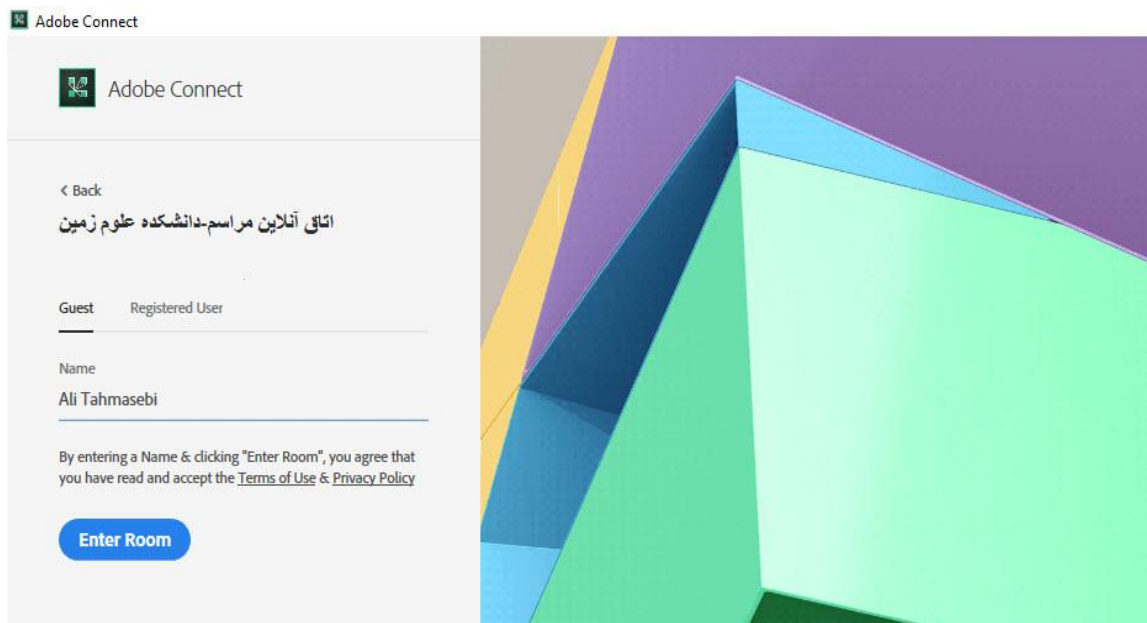 Adobe Connect
Adobe Connect
< Back
اتاق آنلاین مراسم-دانشکده علوم زمین
Guest Registered User
Name
Ali Tahmasebi
By entering a Name & clicking "Enter Room", you agree that
you have read and accept the Terms of Use & Privacy Policy
Enter Room